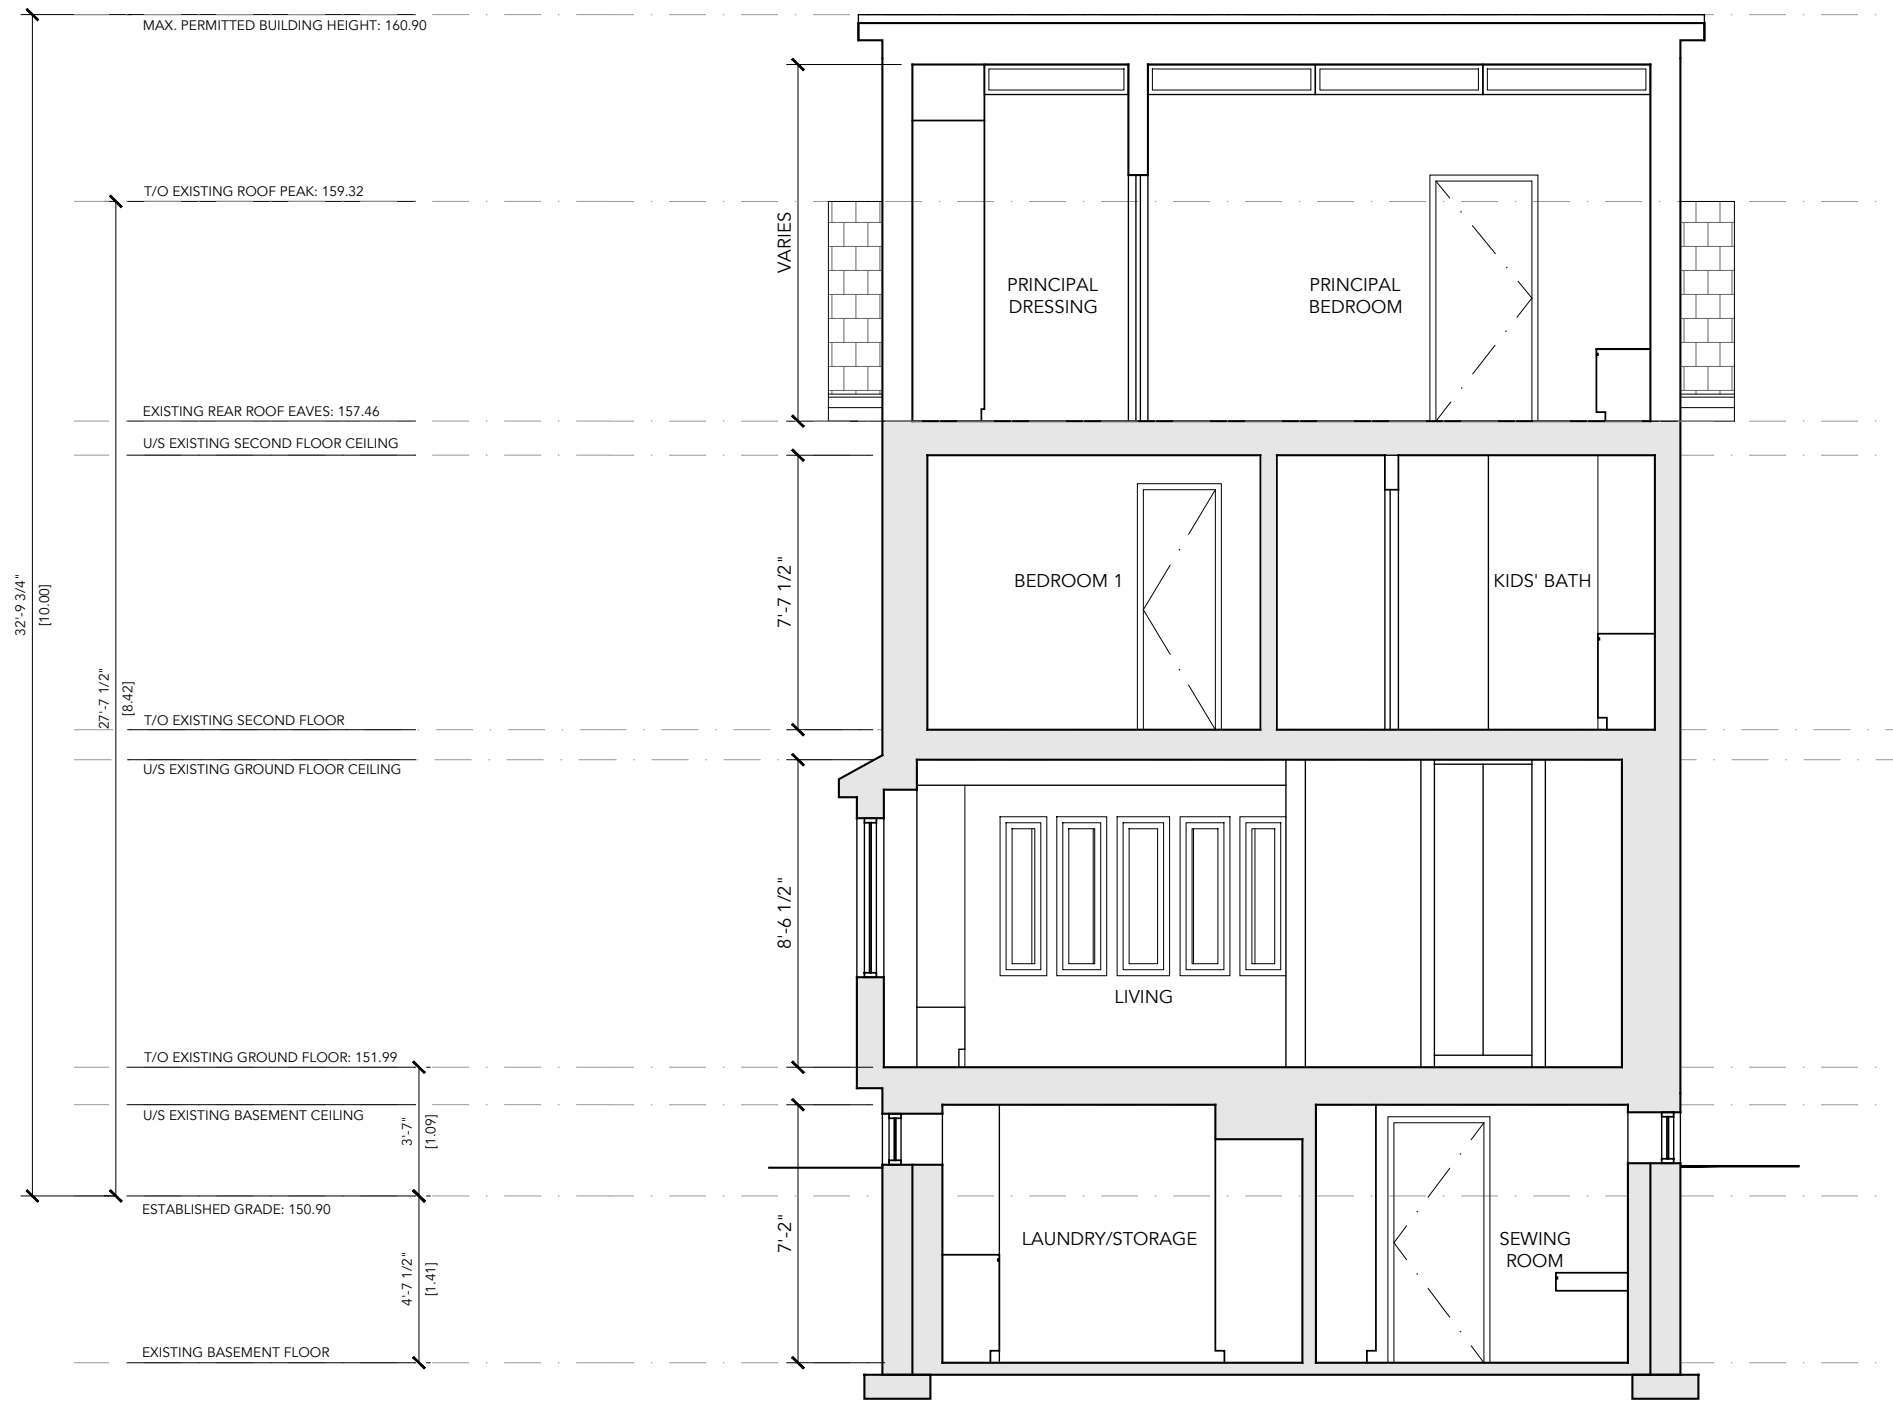 MAX. PERMITTED BUILDING HEIGHT: 160.90
T/O EXISTING ROOF PEAK: 159.32
VARIES
PRINCIPAL
DRESSING
PRINCIPAL
BEDROOM
EXISTING REAR ROOF EAVES: 157.46
U/S EXISTING SECOND FLOOR CEILING
32'-9 3/4"
[10.00]
7'-7 1/2"
BEDROOM 1
KIDS' BATH
27'-7 1/2"
[8.42]
T/O EXISTING SECOND FLOOR
U/S EXISTING GROUND FLOOR CEILING
8'-6 1/2"
LIVING
T/O EXISTING GROUND FLOOR: 151.99
U/S EXISTING BASEMENT CEILING
3'-7"
[1.09]
ESTABLISHED GRADE: 150.90
7'-2"
LAUNDRY/STORAGE
SEWING
ROOM
4'-7 1/2"
[1.41]
EXISTING BASEMENT FLOOR